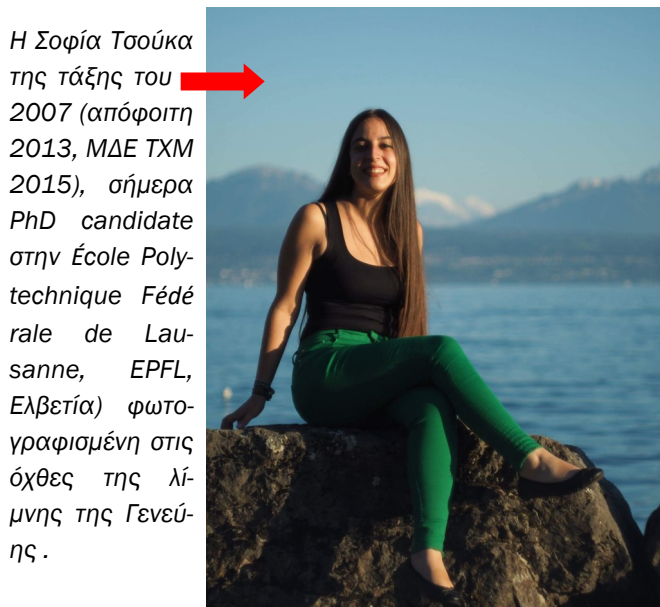 Η Σοφία Τσούκα
της τάξης του
2007 (απόφοιτη
2013, ΜΔΕ ΤΧΜ
2015), σήμερα
PhD candidate
στην École Poly-
technique Fédé
rale de Lau-
sanne, EPFL,
Ελβετία) φωτο-
γραφισμένη στις
όχθες της λί-
μνης της Γενεύ-
ης .